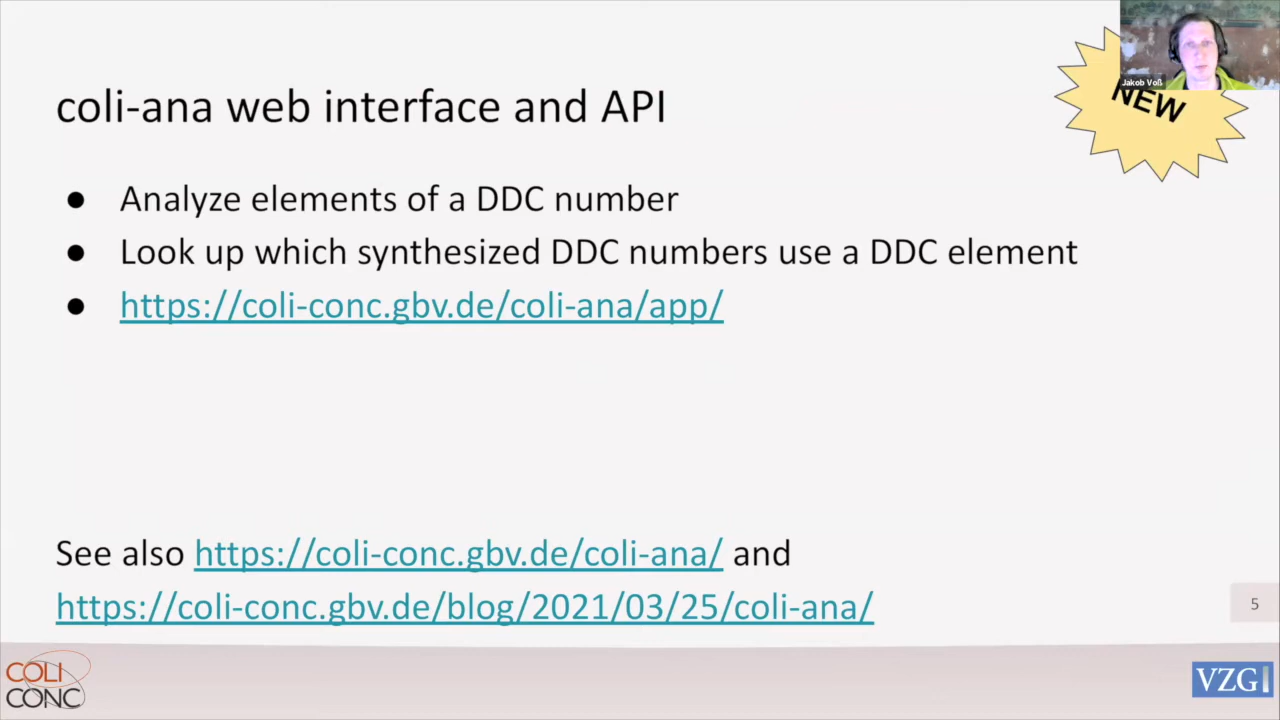 Jakob Voß
NEW
coli-ana web interface and API
● Analyze elements of a DDC number
● Look up which synthesized DDC numbers use a DDC element
● https://coli-conc.gbv.de/coli-ana/app/
See also https://coli-conc.gbv.de/coli-ana/ and
https://coli-conc.gbv.de/blog/2021/03/25/coli-ana/
5
COLI
CONC
VZG